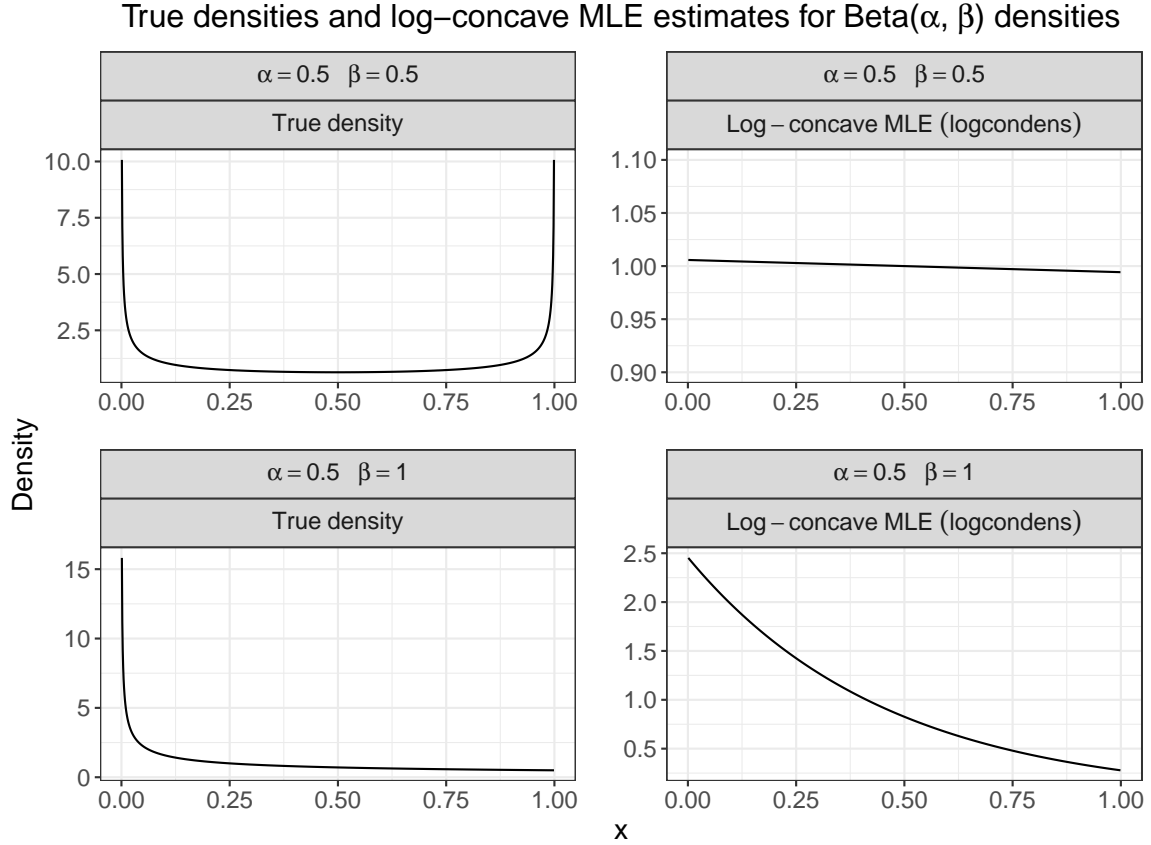 True densities and log−concave MLE estimates for Beta(α, β) densities
α = 0.5 β = 0.5
True density
10.0
7.5
5.0
2.5
0.00 0.25 0.50 0.75 1.00
α = 0.5 β = 0.5
Log − concave MLE (logcondens)
1.10
1.05
1.00
0.95
0.90
0.00 0.25 0.50 0.75 1.00
Density
α = 0.5 β = 1
True density
15
10
5
0
0.00 0.25 0.50 0.75 1.00
α = 0.5 β = 1
Log − concave MLE (logcondens)
2.5
2.0
1.5
1.0
0.5
0.00 0.25 0.50 0.75 1.00
x